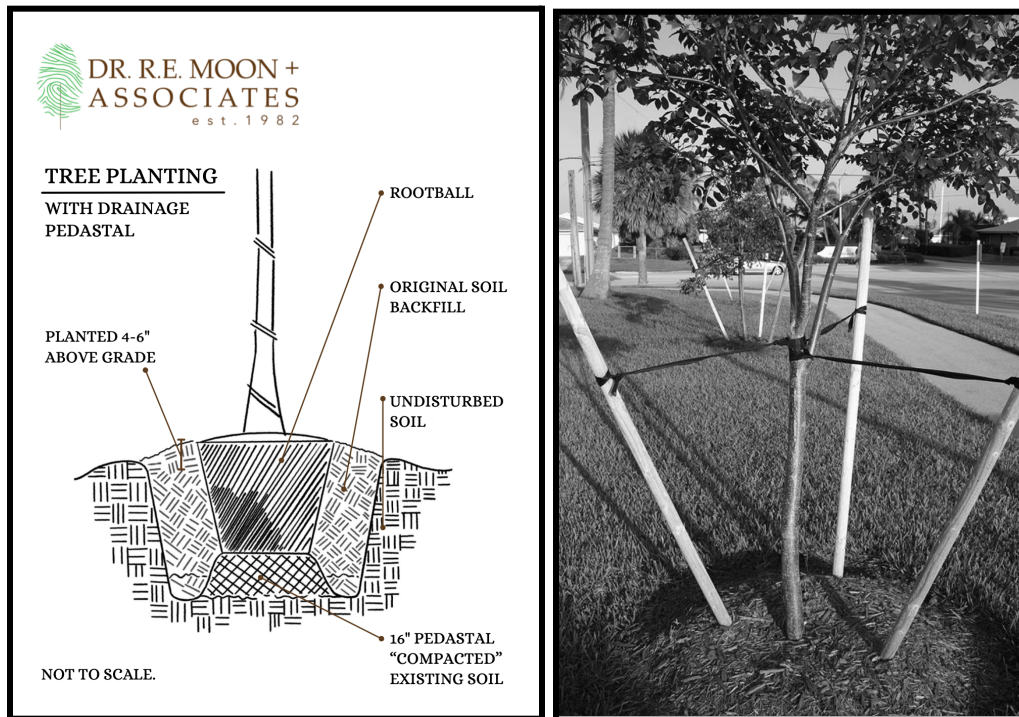 DR. R.E. MOON +
ASSOCIATES
est.1982
TREE PLANTING
WITH DRAINAGE
PEDASTAL
ROOTBALL
ORIGINAL SOIL
BACKFILL
PLANTED 4-6"
ABOVE GRADE
UNDISTURBED
SOIL
16" PEDASTAL
“COMPACTED”
EXISTING SOIL
NOT TO SCALE.